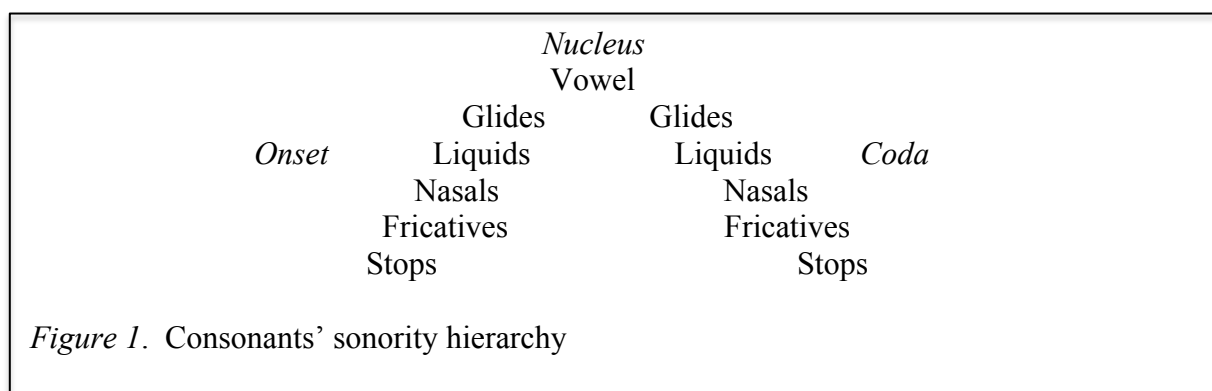 Nucleus
Vowel
Glides Glides
Onset Liquids Liquids Coda
Nasals Nasals
Fricatives Fricatives
Stops Stops
Figure 1. Consonants’ sonority hierarchy